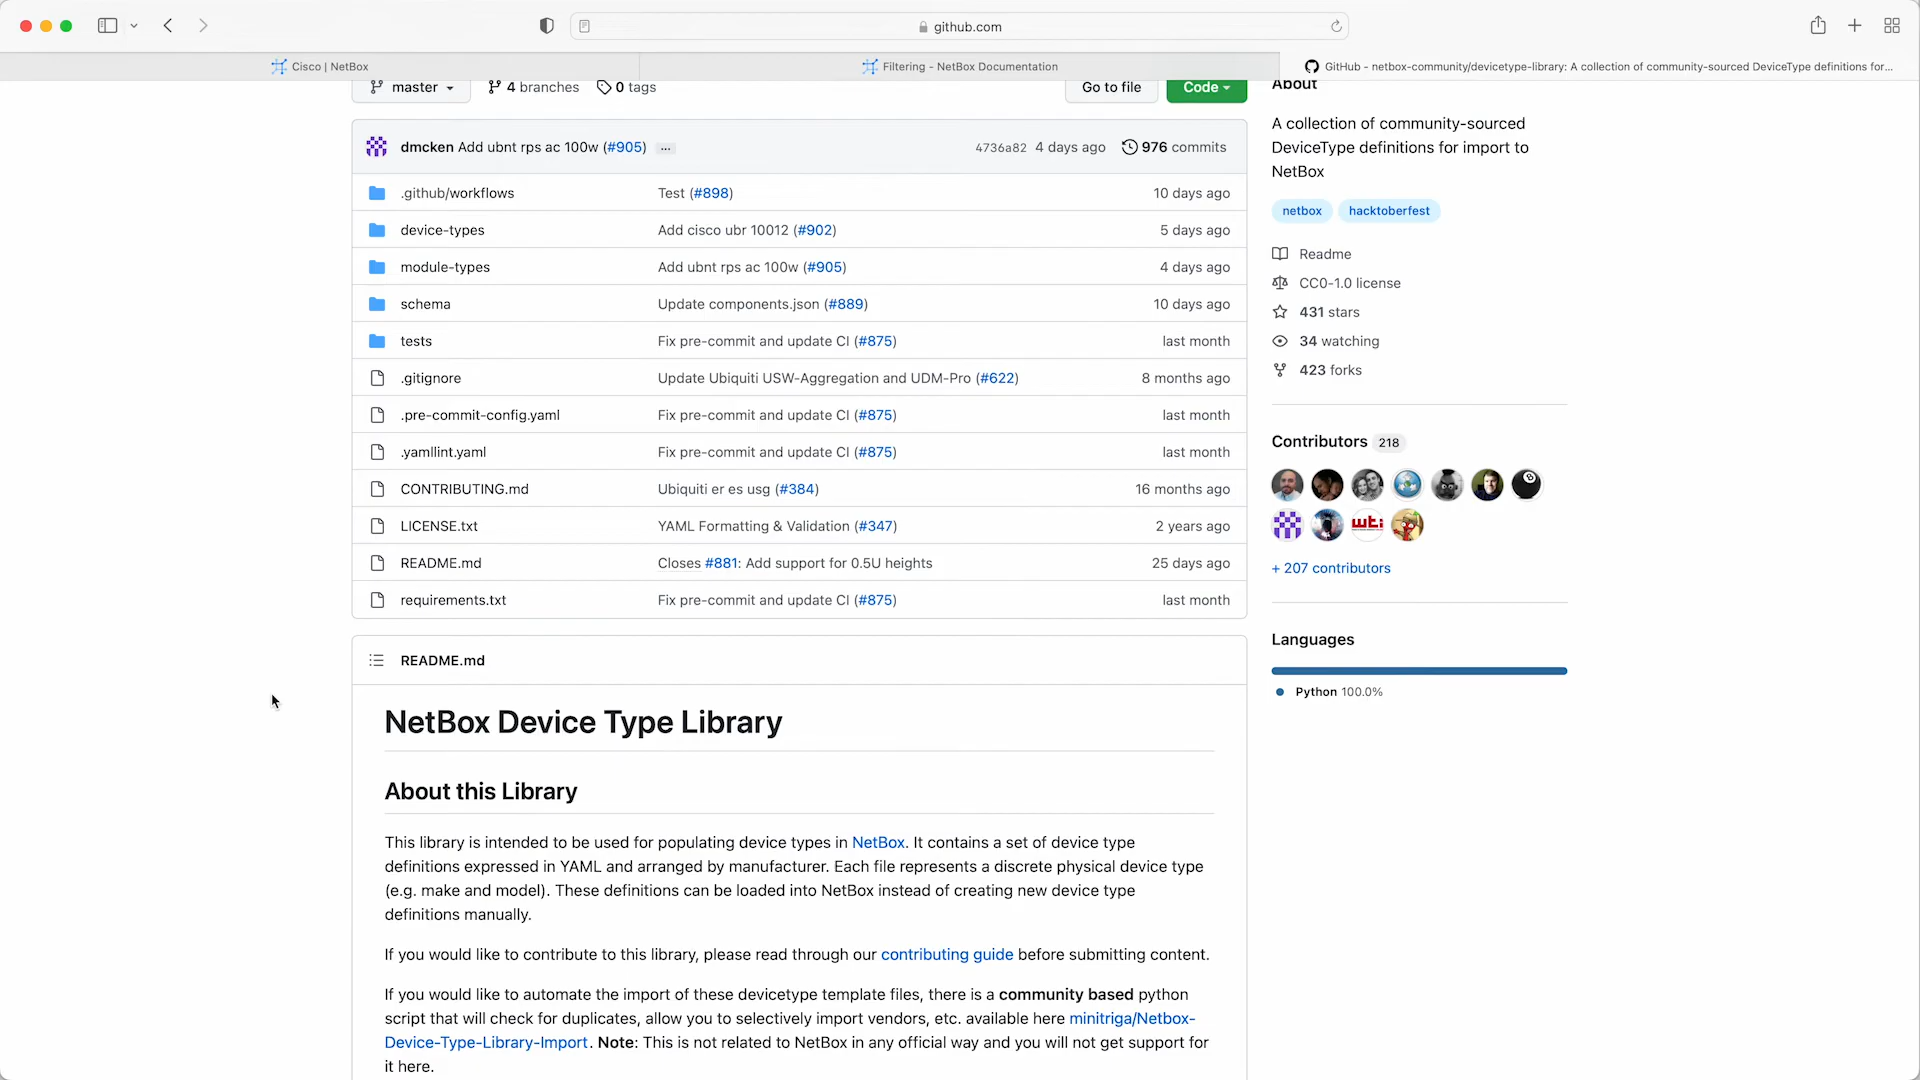 github.com
Cisco | NetBox
Filtering - NetBox Documentation
GitHub - netbox-community/devicetype-library: A collection of community-sourced DeviceType definitions for...
master
4 branches
0 tags
Go to file
Code
dmcken Add ubnt rps ac 100w (#905) ...
4736a82 4 days ago
976 commits
.github/workflows
Test (#898)
10 days ago
device-types
Add cisco ubr 10012 (#902)
5 days ago
module-types
Add ubnt rps ac 100w (#905)
4 days ago
schema
Update components.json (#889)
10 days ago
tests
Fix pre-commit and update CI (#875)
last month
.gitignore
Update Ubiquiti USW-Aggregation and UDM-Pro (#622)
8 months ago
.pre-commit-config.yaml
Fix pre-commit and update CI (#875)
last month
.yamllint.yaml
Fix pre-commit and update CI (#875)
last month
CONTRIBUTING.md
Ubiquiti er es usg (#384)
16 months ago
LICENSE.txt
YAML Formatting & Validation (#347)
2 years ago
README.md
Closes #881: Add support for 0.5U heights
25 days ago
requirements.txt
Fix pre-commit and update CI (#875)
last month
README.md
NetBox Device Type Library
About this Library
This library is intended to be used for populating device types in NetBox. It contains a set of device type
definitions expressed in YAML and arranged by manufacturer. Each file represents a discrete physical device type
(e.g. make and model). These definitions can be loaded into NetBox instead of creating new device type
definitions manually.
If you would like to contribute to this library, please read through our contributing guide before submitting content.
If you would like to automate the import of these devicetype template files, there is a community based python
script that will check for duplicates, allow you to selectively import vendors, etc. available here minitriga/Netbox-
Device-Type-Library-Import. Note: This is not related to NetBox in any official way and you will not get support for
it here.
About
A collection of community-sourced
DeviceType definitions for import to
NetBox
netbox
hacktoberfest
Readme
CC0-1.0 license
431 stars
34 watching
423 forks
Contributors 218
8
wti
+ 207 contributors
Languages
Python 100.0%